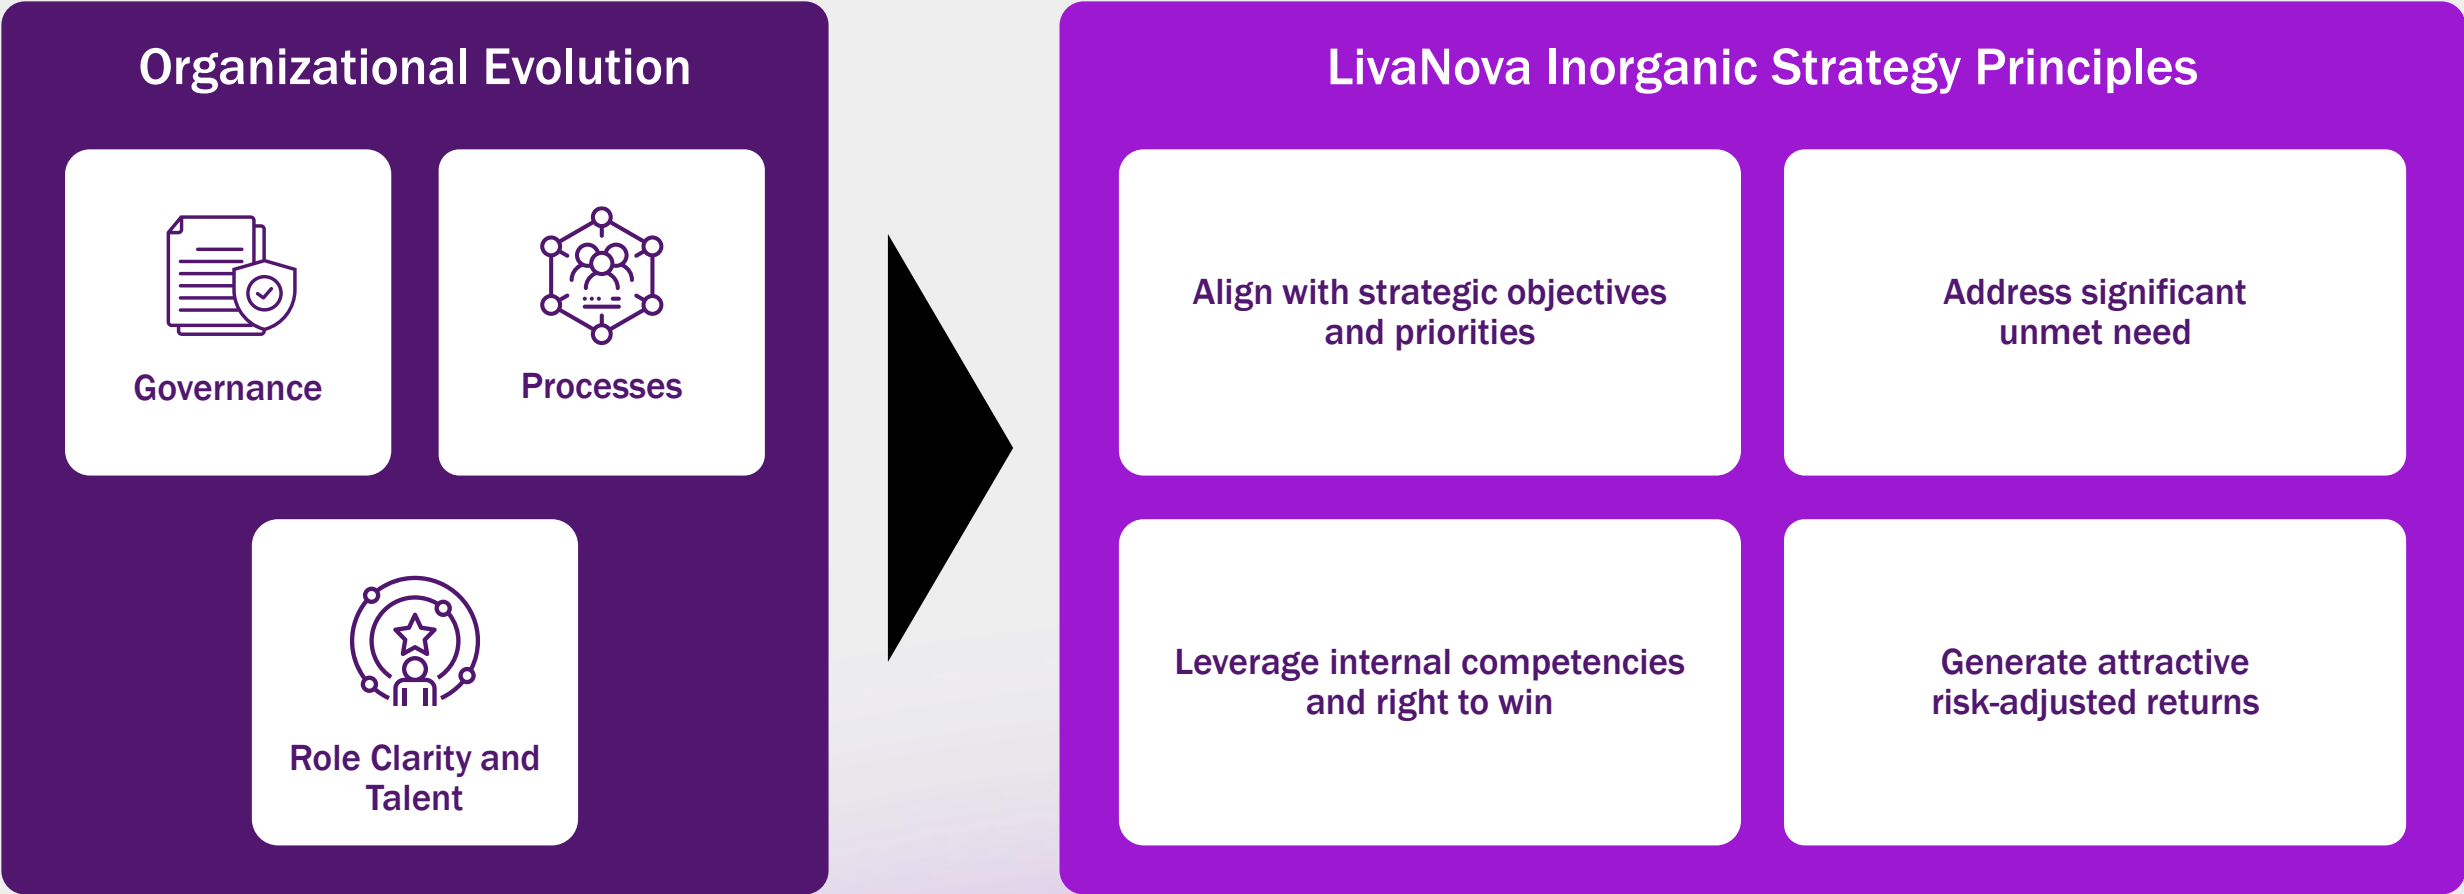 Organizational Evolution
Governance
Processes
Role Clarity and
Talent
LivaNova Inorganic Strategy Principles
Align with strategic objectives
and priorities
Address significant
unmet need
Leverage internal competencies
and right to win
Generate attractive
risk-adjusted returns